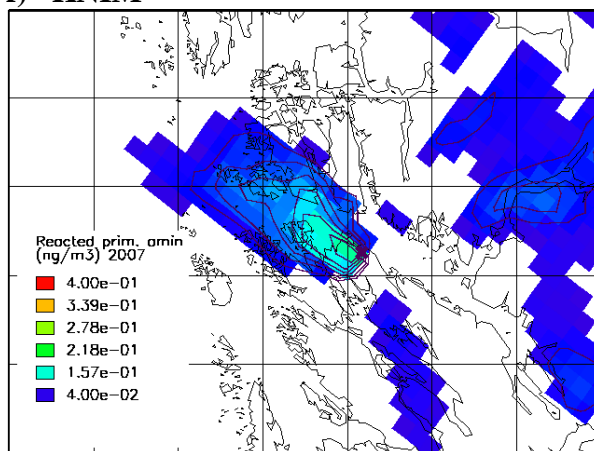 Reacted prim. amin
(ng/m3) 2007
4.00e-01
3.39e-01
2.78e-01
2.18e-01
1.57e-01
4.00e-02